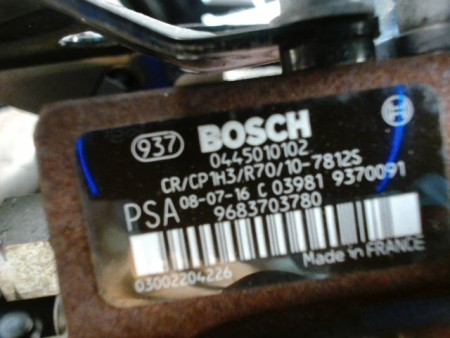 937 BOSCH
0445010102
CR/CP1H3/R70/10-7812S
PSA 08-07-16 C 03981 9370091
9683703780
03002204226 Made in FRANCE